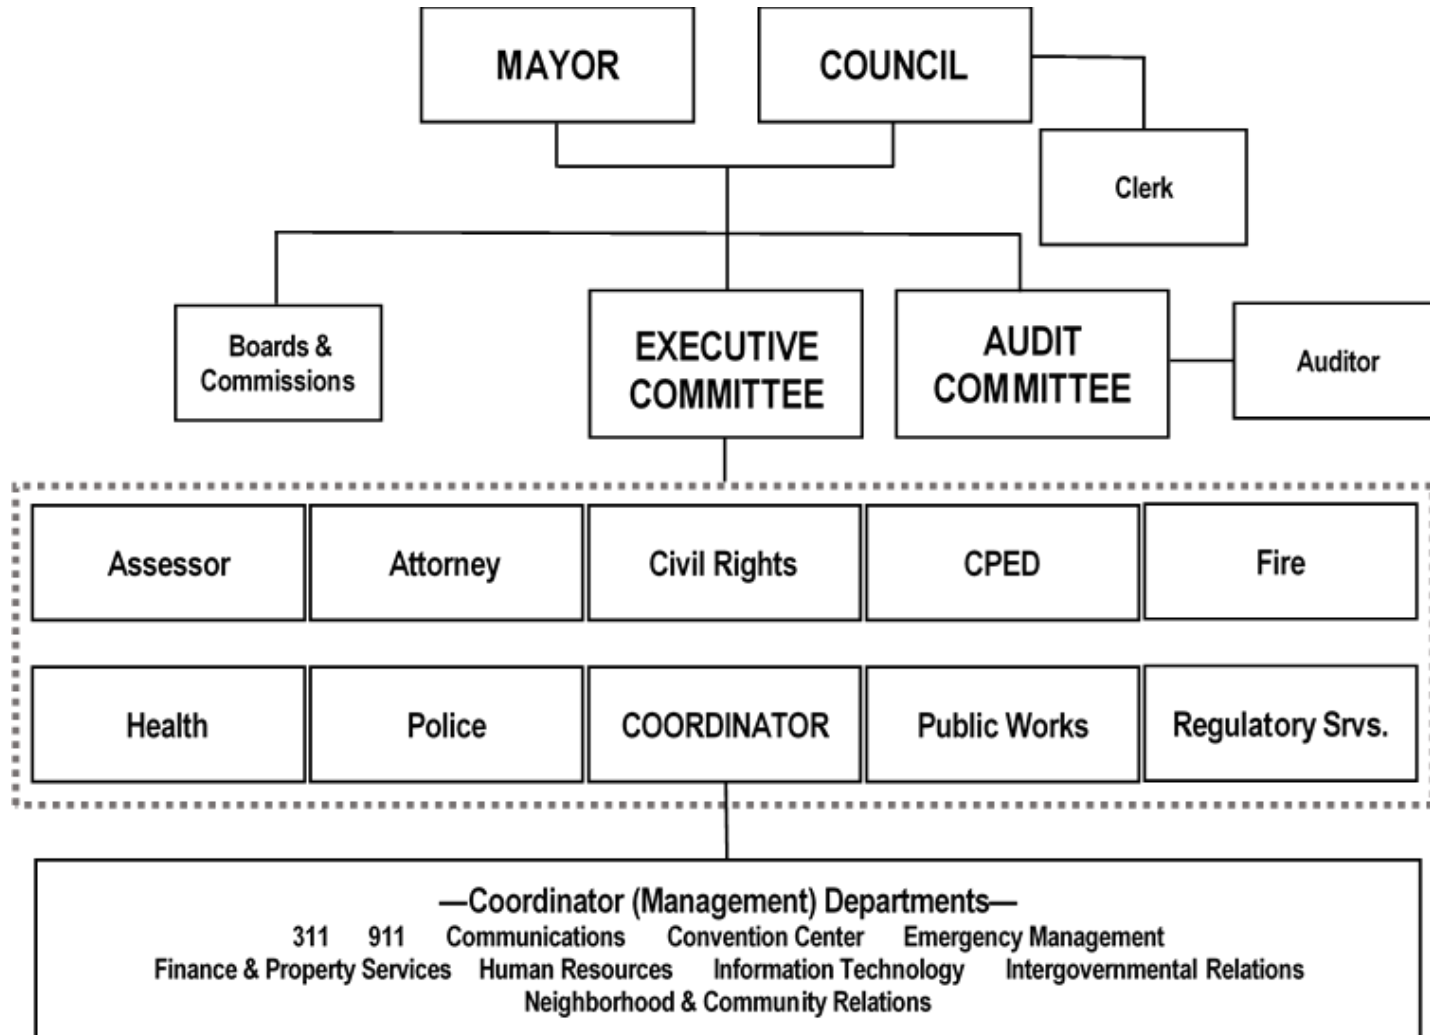 MAYOR
COUNCIL
Clerk
Boards &
Commissions
EXECUTIVE
COMMITTEE
AUDIT
COMMITTEE
Auditor
Assessor
Attorney
Civil Rights
CPED
Fire
Health
Police
COORDINATOR
Public Works
Regulatory Srvs.
—Coordinator (Management) Departments—
311 911 Communications Convention Center Emergency Management
Finance & Property Services Human Resources Information Technology Intergovernmental Relations
Neighborhood & Community Relations